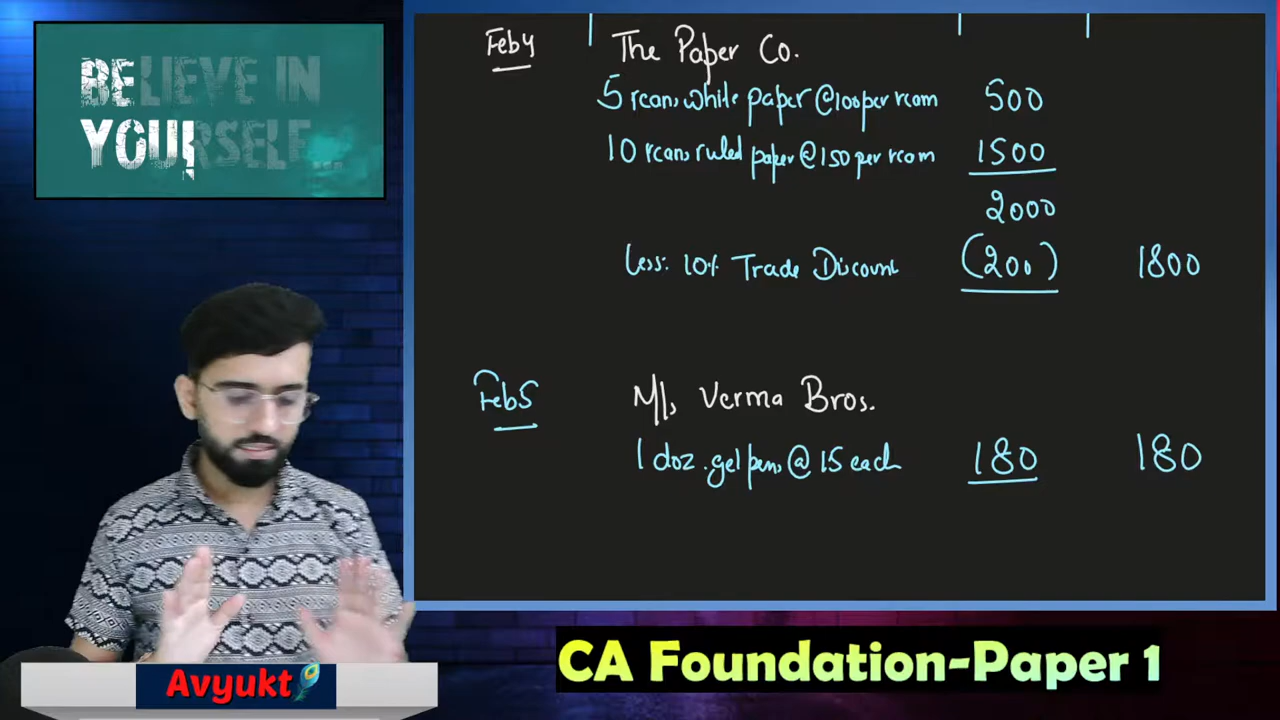 BELIEVE IN
YOURSELF...
Feb 4 The Paper Co.
5 reams white paper @ 100 per ream 500
10 reams ruled paper @ 150 per ream 1500
2000
Less: 10% Trade Discount (200) 1800
Feb 5 M/s Verma Bros.
1 doz. gel pens @ 15 each 180 180
Avyukt
CA Foundation-Paper 1